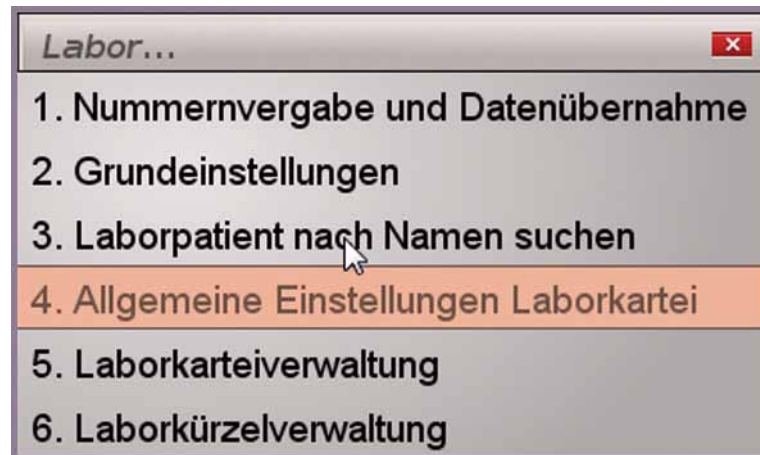 Labor...
1. Nummernvergabe und Datenübernahme
2. Grundeinstellungen
3. Laborpatient nach Namen suchen
4. Allgemeine Einstellungen Laborkartei
5. Laborkarteiverwaltung
6. Laborkürzelverwaltung